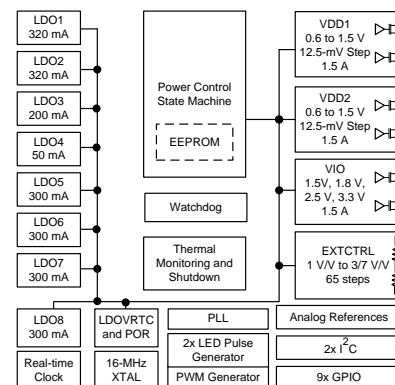 LDO1
320 mA
LDO2
320 mA
LDO3
200 mA
LDO4
50 mA
LDO5
300 mA
LDO6
300 mA
LDO7
300 mA
LDO8
300 mA
Real-time
Clock
LDOVRTC
and POR
16-MHz
XTAL
Power Control
State Machine
EEPROM
Watchdog
Thermal
Monitoring and
Shutdown
PLL
2x LED Pulse
Generator
PWM Generator
VDD1
0.6 to 1.5 V
12.5-mV Step
1.5 A
VDD2
0.6 to 1.5 V
12.5-mV Step
1.5 A
VIO
1.5V, 1.8 V,
2.5 V, 3.3 V
1.5 A
EXTCTRL
1 V/V to 3/7 V/V
65 steps
Analog References
2x I2C
9x GPIO